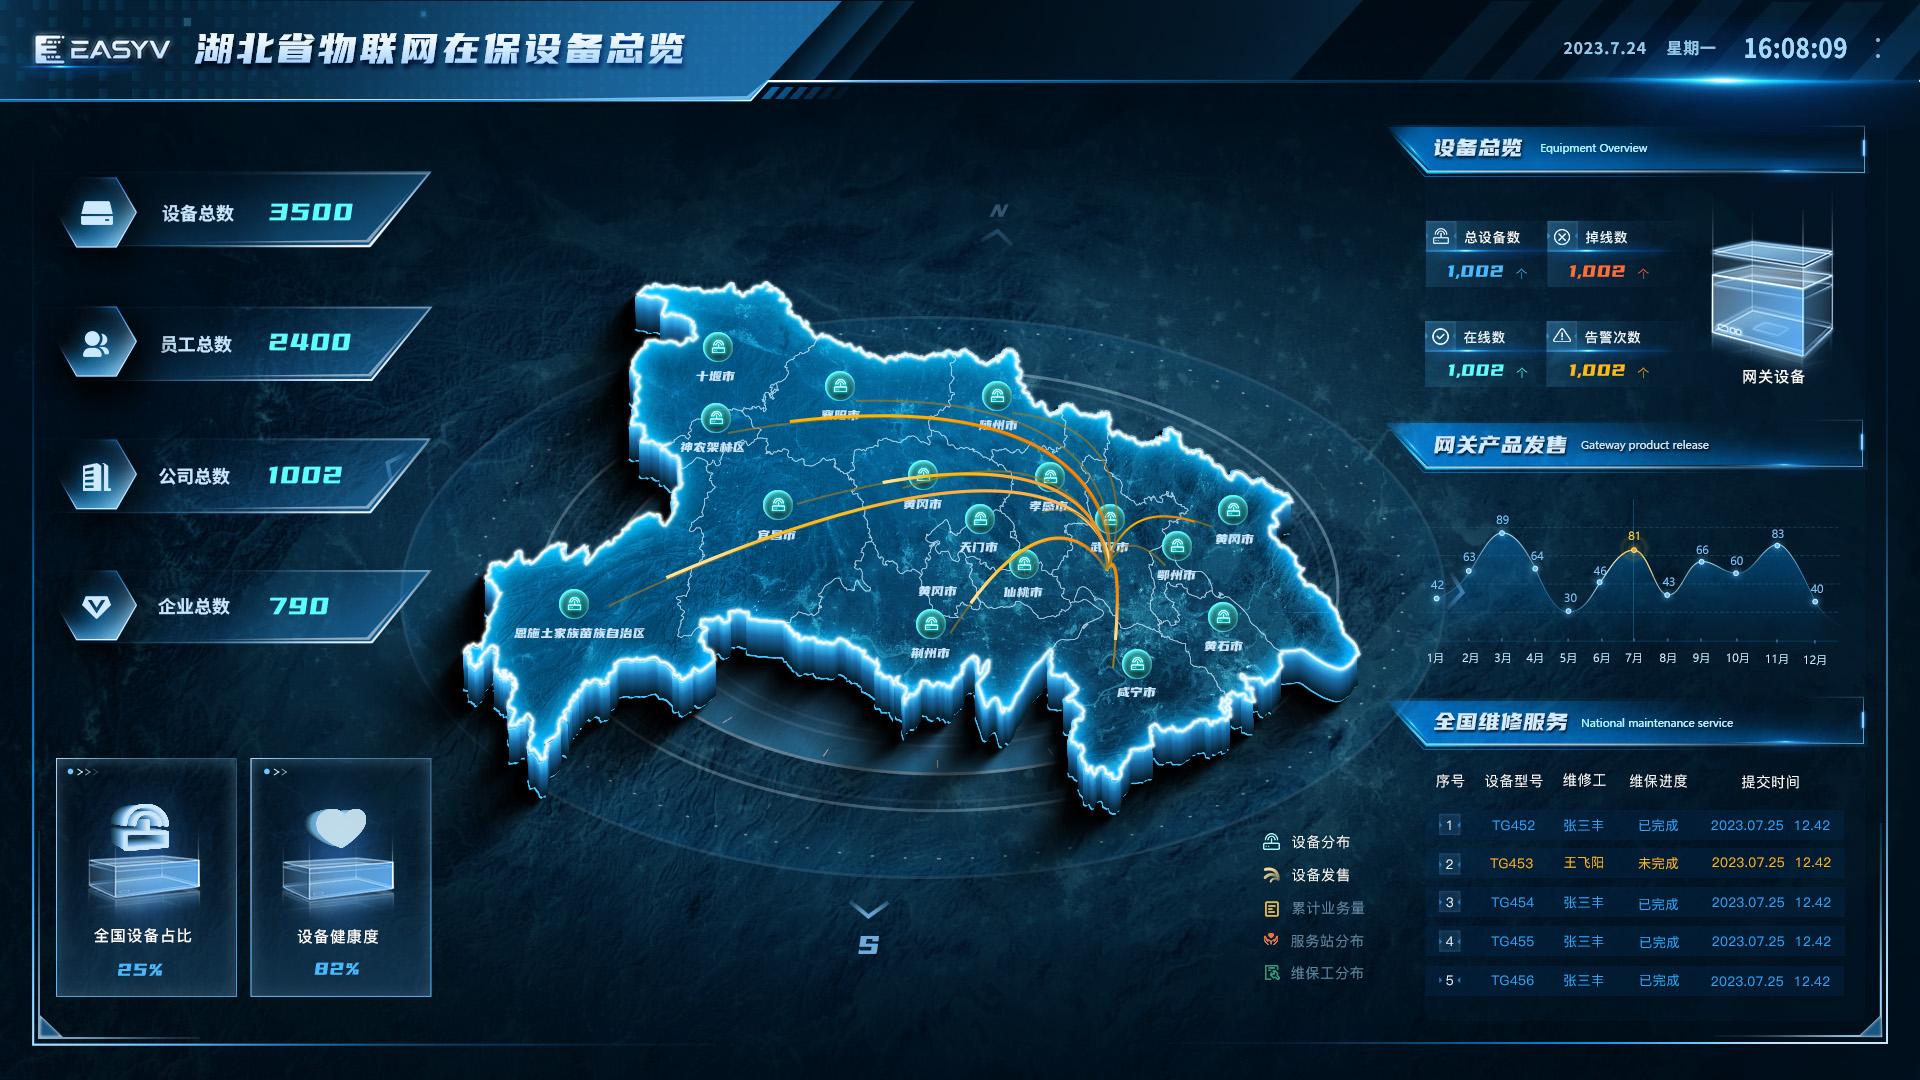 EASYV 湖北省物联网在保设备总览
2023.7.24 星期一 16:08:09
设备总数 3500
员工总数 2400
公司总数 1002
企业总数 790
全国设备占比
25%
设备健康度
82%
N
十堰市
襄阳市
随州市
神农架林区
黄冈市
孝感市
宜昌市
天门市
武汉市
黄冈市
鄂州市
黄冈市
仙桃市
恩施土家族苗族自治区
荆州市
黄石市
咸宁市
S
设备分布
设备发售
累计业务量
服务站分布
维保工分布
设备总览 Equipment Overview
总设备数
1,002 个
掉线数
1,002 个
在线数
1,002 个
告警次数
1,002 个
网关设备
网关产品发售 Gateway product release
42 63 89 64 30 46 81 43 66 60 83 40
1月 2月 3月 4月 5月 6月 7月 8月 9月 10月 11月 12月
全国维修服务 National maintenance service
序号 设备型号 维修工 维保进度 提交时间
1 TG452 张三丰 已完成 2023.07.25 12.42
2 TG453 王飞阳 未完成 2023.07.25 12.42
3 TG454 张三丰 已完成 2023.07.25 12.42
4 TG455 张三丰 已完成 2023.07.25 12.42
5 TG456 张三丰 已完成 2023.07.25 12.42